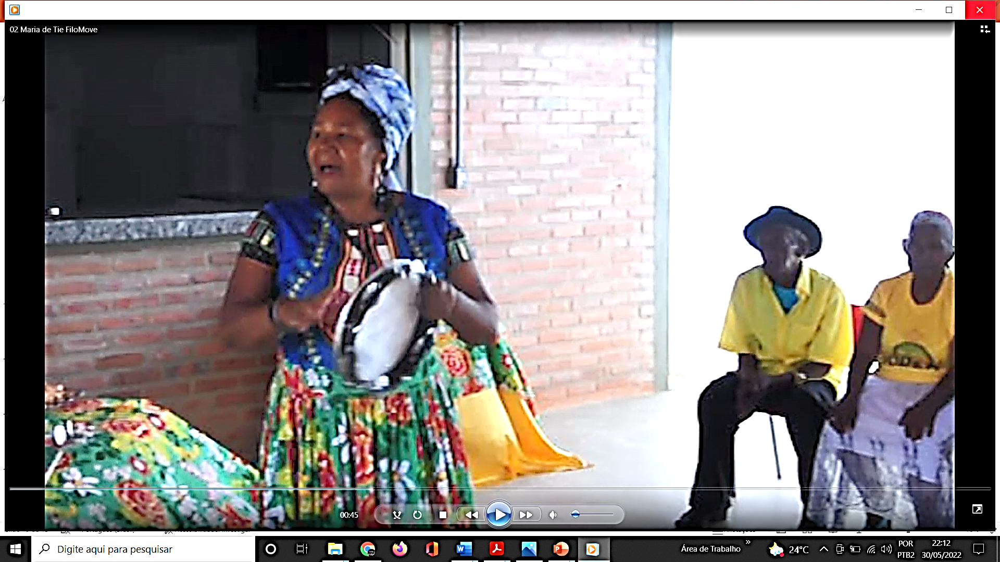 02 Maria de Tie FiloMove
00:45
Digite aqui para pesquisar
Área de Trabalho
24°C
POR
PTB2
22:12
30/05/2022